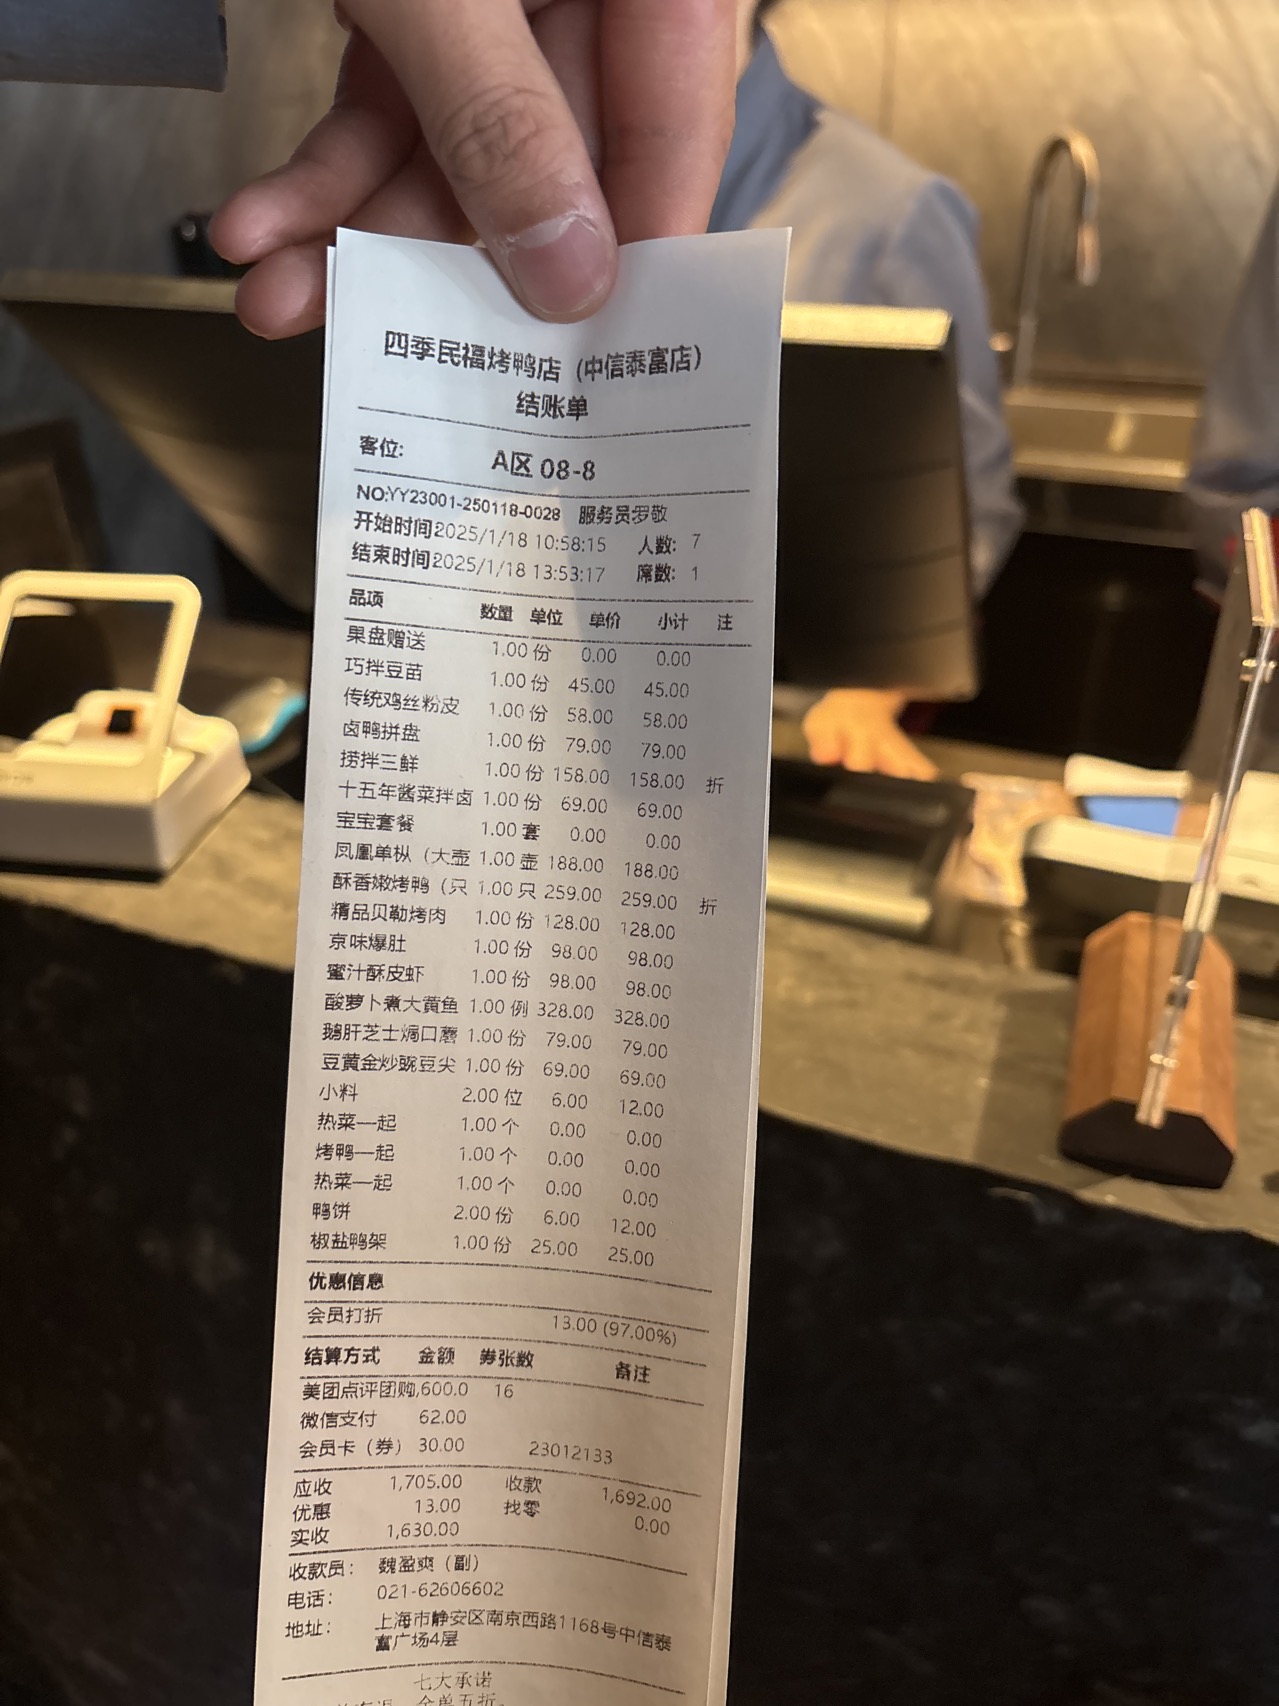 四季民福烤鸭店（中信泰富店）
结账单
客位: A区 08-8
NO:YY23001-250118-0028 服务员罗敬
开始时间2025/1/18 10:58:15 人数: 7
结束时间2025/1/18 13:53:17 席数: 1
品项 数量 单位 单价 小计 注
果盘赠送 1.00 份 0.00 0.00
巧拌豆苗 1.00 份 45.00 45.00
传统鸡丝粉皮 1.00 份 58.00 58.00
卤鸭拼盘 1.00 份 79.00 79.00
捞拌三鲜 1.00 份 158.00 158.00 折
十五年酱菜拌卤 1.00 份 69.00 69.00
宝宝套餐 1.00 套 0.00 0.00
凤凰单枞（大壶 1.00 壶 188.00 188.00
酥香嫩烤鸭（只 1.00 只 259.00 259.00 折
精品贝勒烤肉 1.00 份 128.00 128.00
京味爆肚 1.00 份 98.00 98.00
蜜汁酥皮虾 1.00 份 98.00 98.00
酸萝卜煮大黄鱼 1.00 例 328.00 328.00
鹅肝芝士焗口蘑 1.00 份 79.00 79.00
豆黄金炒豌豆尖 1.00 份 69.00 69.00
小料 2.00 位 6.00 12.00
热菜一起 1.00 个 0.00 0.00
烤鸭一起 1.00 个 0.00 0.00
热菜一起 1.00 个 0.00 0.00
鸭饼 2.00 份 6.00 12.00
椒盐鸭架 1.00 份 25.00 25.00
优惠信息
会员打折 13.00 (97.00%)
结算方式 金额 券张数 备注
美团点评团购,600.0 16
微信支付 62.00
会员卡（券） 30.00 23012133
应收 1,705.00 收款 1,692.00
优惠 13.00 找零 0.00
实收 1,630.00
收款员: 魏盈爽（副）
电话: 021-62606602
地址: 上海市静安区南京西路1168号中信泰
富广场4层
七大承诺
全单五折。